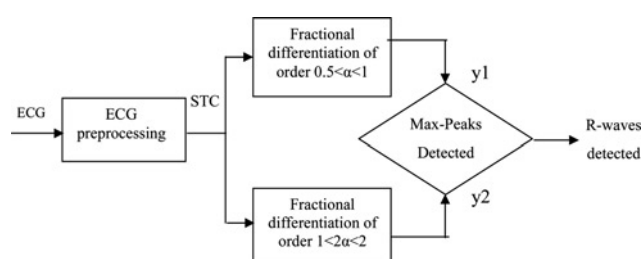 Fractional
differentiation of
order 0.5<α<1
y1
ECG
STC
ECG
preprocessing
Max-Peaks
Detected
R-waves
detected
y2
Fractional
differentiation of
order 1<2α<2